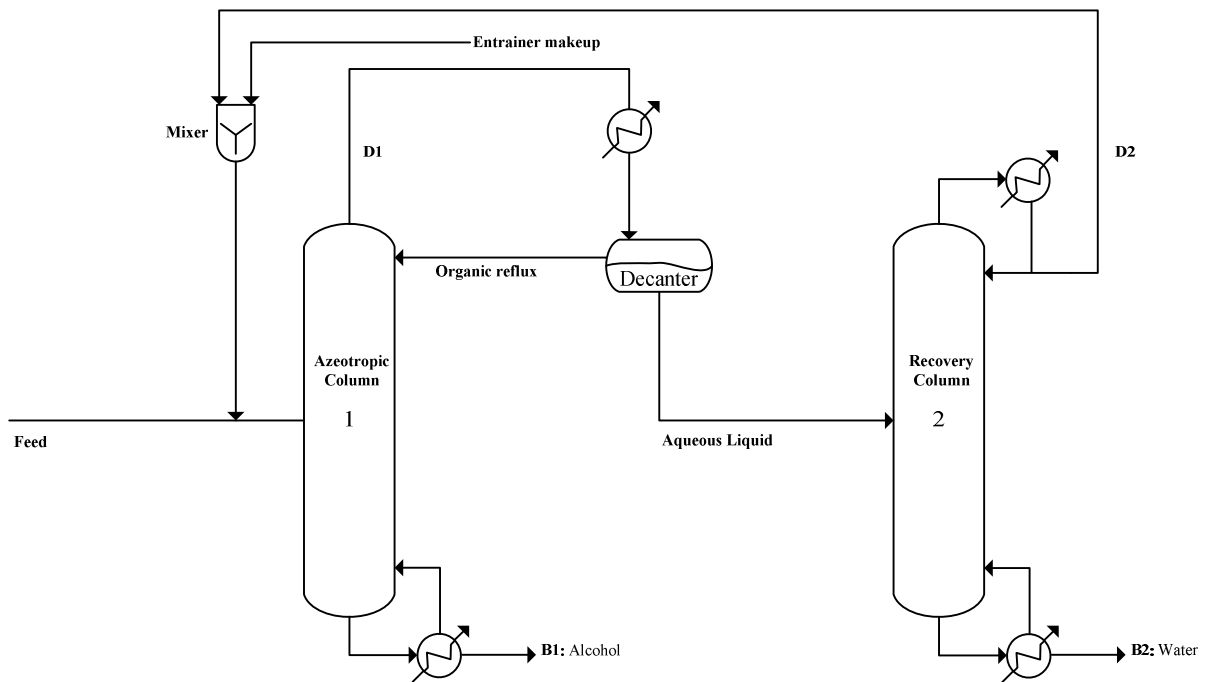 Entrainer makeup
Mixer
D1
D2
Organic reflux
Decanter
Azeotropic
Column
1
Recovery
Column
2
Feed
Aqueous Liquid
B1: Alcohol
B2: Water